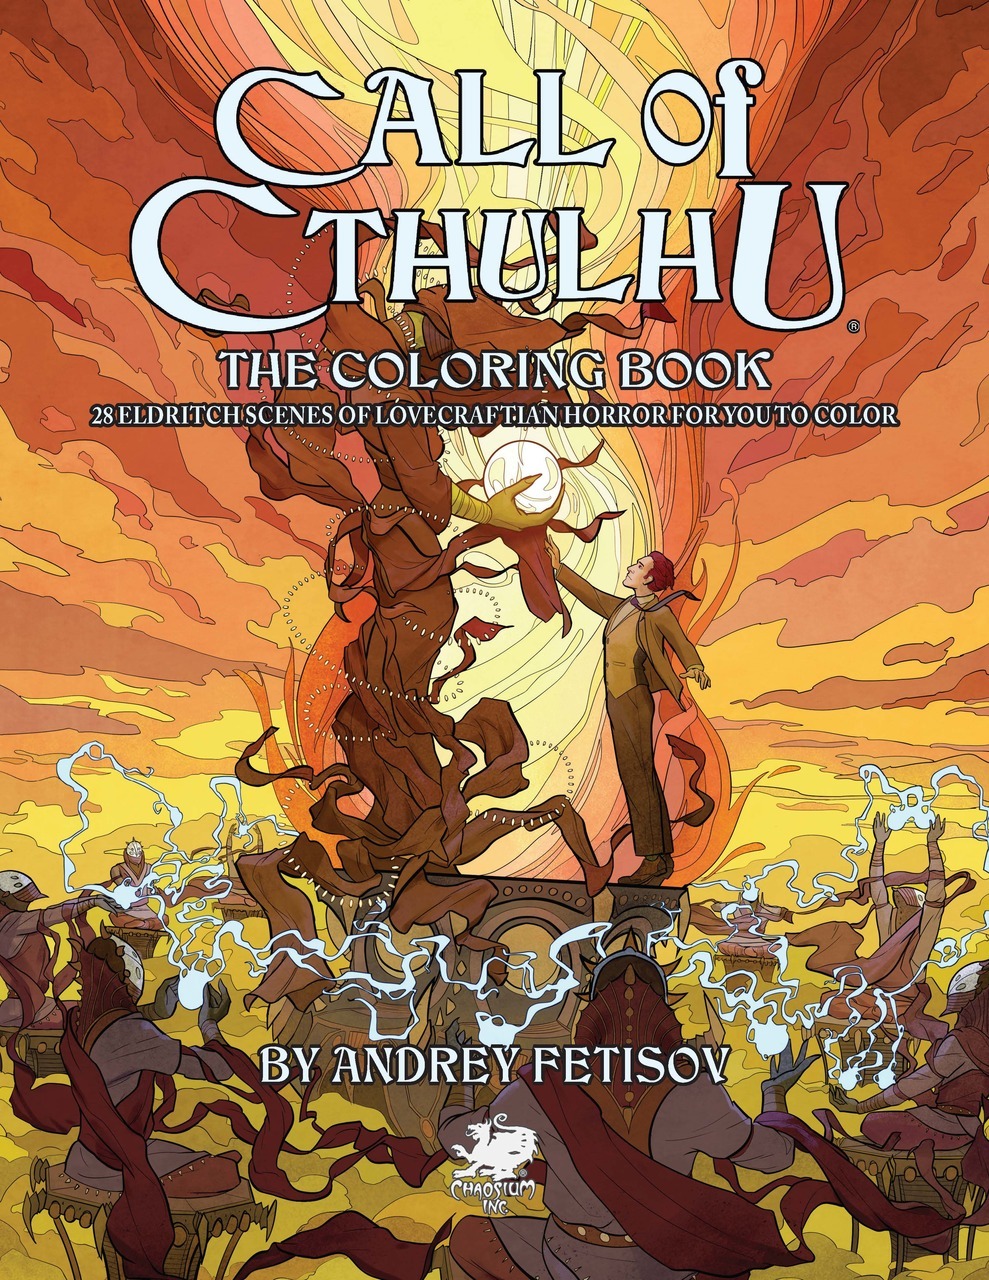 CALL of
CTHULHU®
THE COLORING BOOK
28 ELDRITCH SCENES OF LOVECRAFTIAN HORROR FOR YOU TO COLOR
BY ANDREY FETISOV
CHAOSIUM
INC